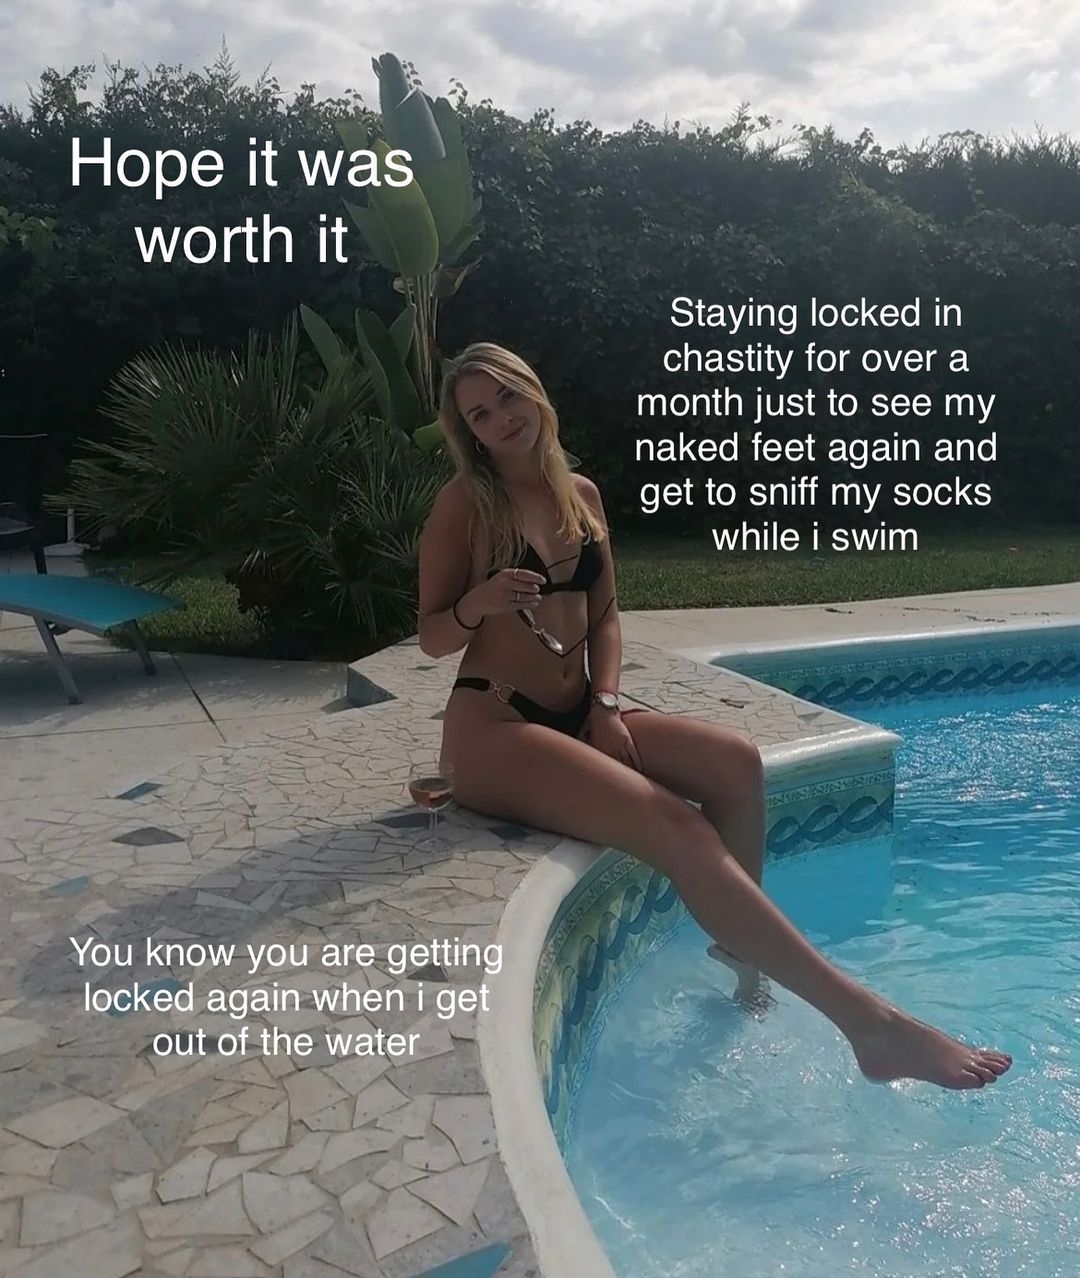 Hope it was
worth it
Staying locked in
chastity for over a
month just to see my
naked feet again and
get to sniff my socks
while i swim
You know you are getting
locked again when i get
out of the water